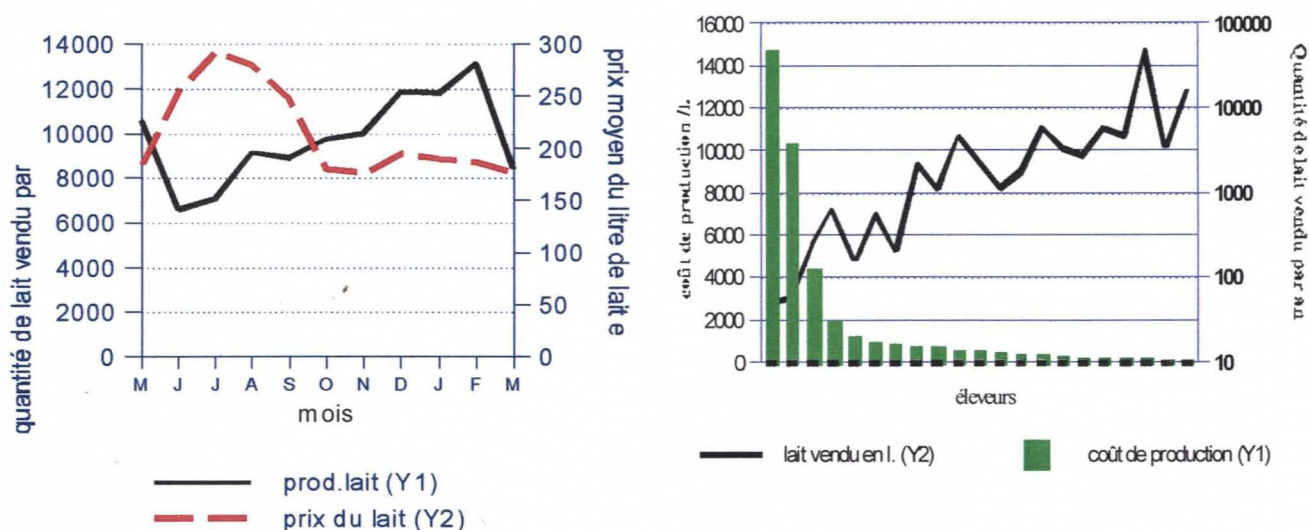 14000
12000
10000
8000
6000
4000
2000
0
quantité de lait vendu par
300
250
200
150
100
50
0
prix moyen du litre de lait e
M J J A S O N D J F M
mois
prod.lait (Y1)
prix du lait (Y2)
16000
14000
12000
10000
8000
6000
4000
2000
0
coût de production /l.
100000
10000
1000
100
10
Quantité de lait vendu par an
éleveurs
lait vendu en l. (Y2)
coût de production (Y1)